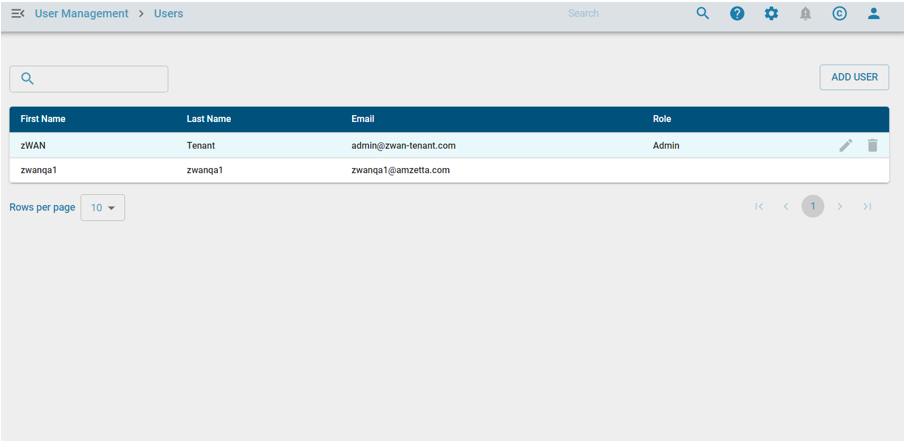 User Management > Users Search
ADD USER
First Name Last Name Email Role
zWAN Tenant admin@zwan-tenant.com Admin
zwanqa1 zwanqa1 zwanqa1@amzetta.com
Rows per page 10 1